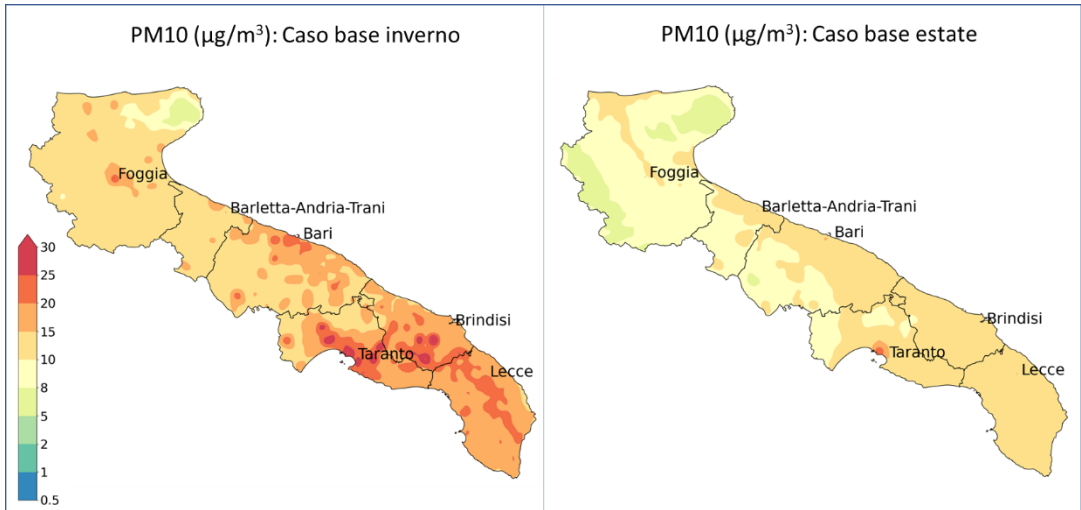 PM10 (µg/m³): Caso base inverno
Foggia
Barletta-Andria-Trani
Bari
Brindisi
Taranto
Lecce
30
25
20
15
10
8
5
2
1
0.5
PM10 (µg/m³): Caso base estate
Foggia
Barletta-Andria-Trani
Bari
Brindisi
Taranto
Lecce